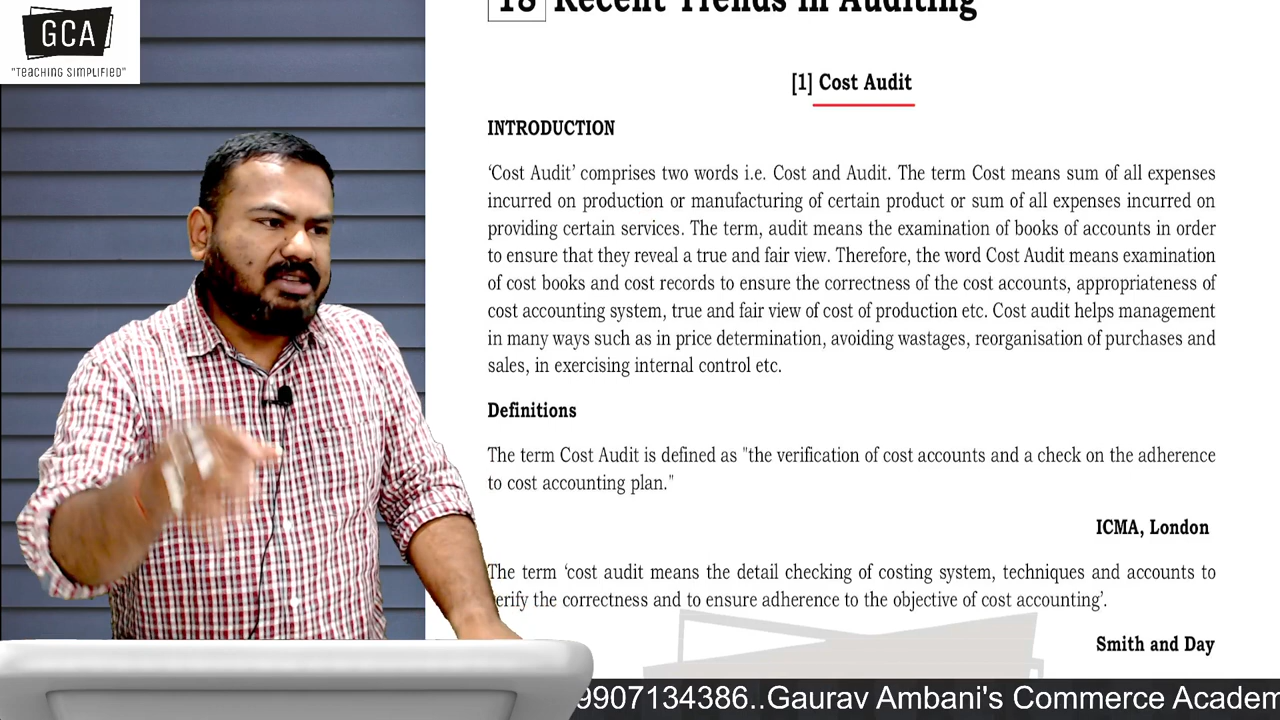 GCA
"TEACHING SIMPLIFIED"
18 Recent Trends in Auditing
[1] Cost Audit
INTRODUCTION
‘Cost Audit’ comprises two words i.e. Cost and Audit. The term Cost means sum of all expenses
incurred on production or manufacturing of certain product or sum of all expenses incurred on
providing certain services. The term, audit means the examination of books of accounts in order
to ensure that they reveal a true and fair view. Therefore, the word Cost Audit means examination
of cost books and cost records to ensure the correctness of the cost accounts, appropriateness of
cost accounting system, true and fair view of cost of production etc. Cost audit helps management
in many ways such as in price determination, avoiding wastages, reorganisation of purchases and
sales, in exercising internal control etc.
Definitions
The term Cost Audit is defined as "the verification of cost accounts and a check on the adherence
to cost accounting plan."
ICMA, London
The term ‘cost audit means the detail checking of costing system, techniques and accounts to
erify the correctness and to ensure adherence to the objective of cost accounting’.
Smith and Day
9907134386..Gaurav Ambani's Commerce Academ